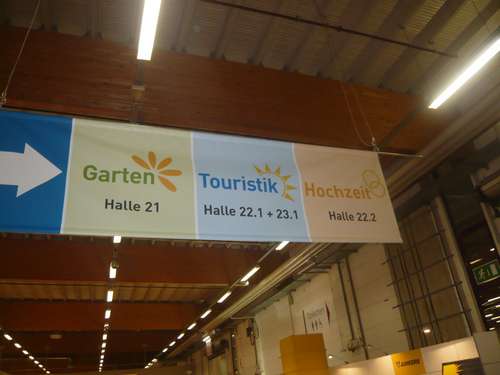 Garten
Halle 21
Touristik
Halle 22.1 + 23.1
Hochzeit
Halle 22.2